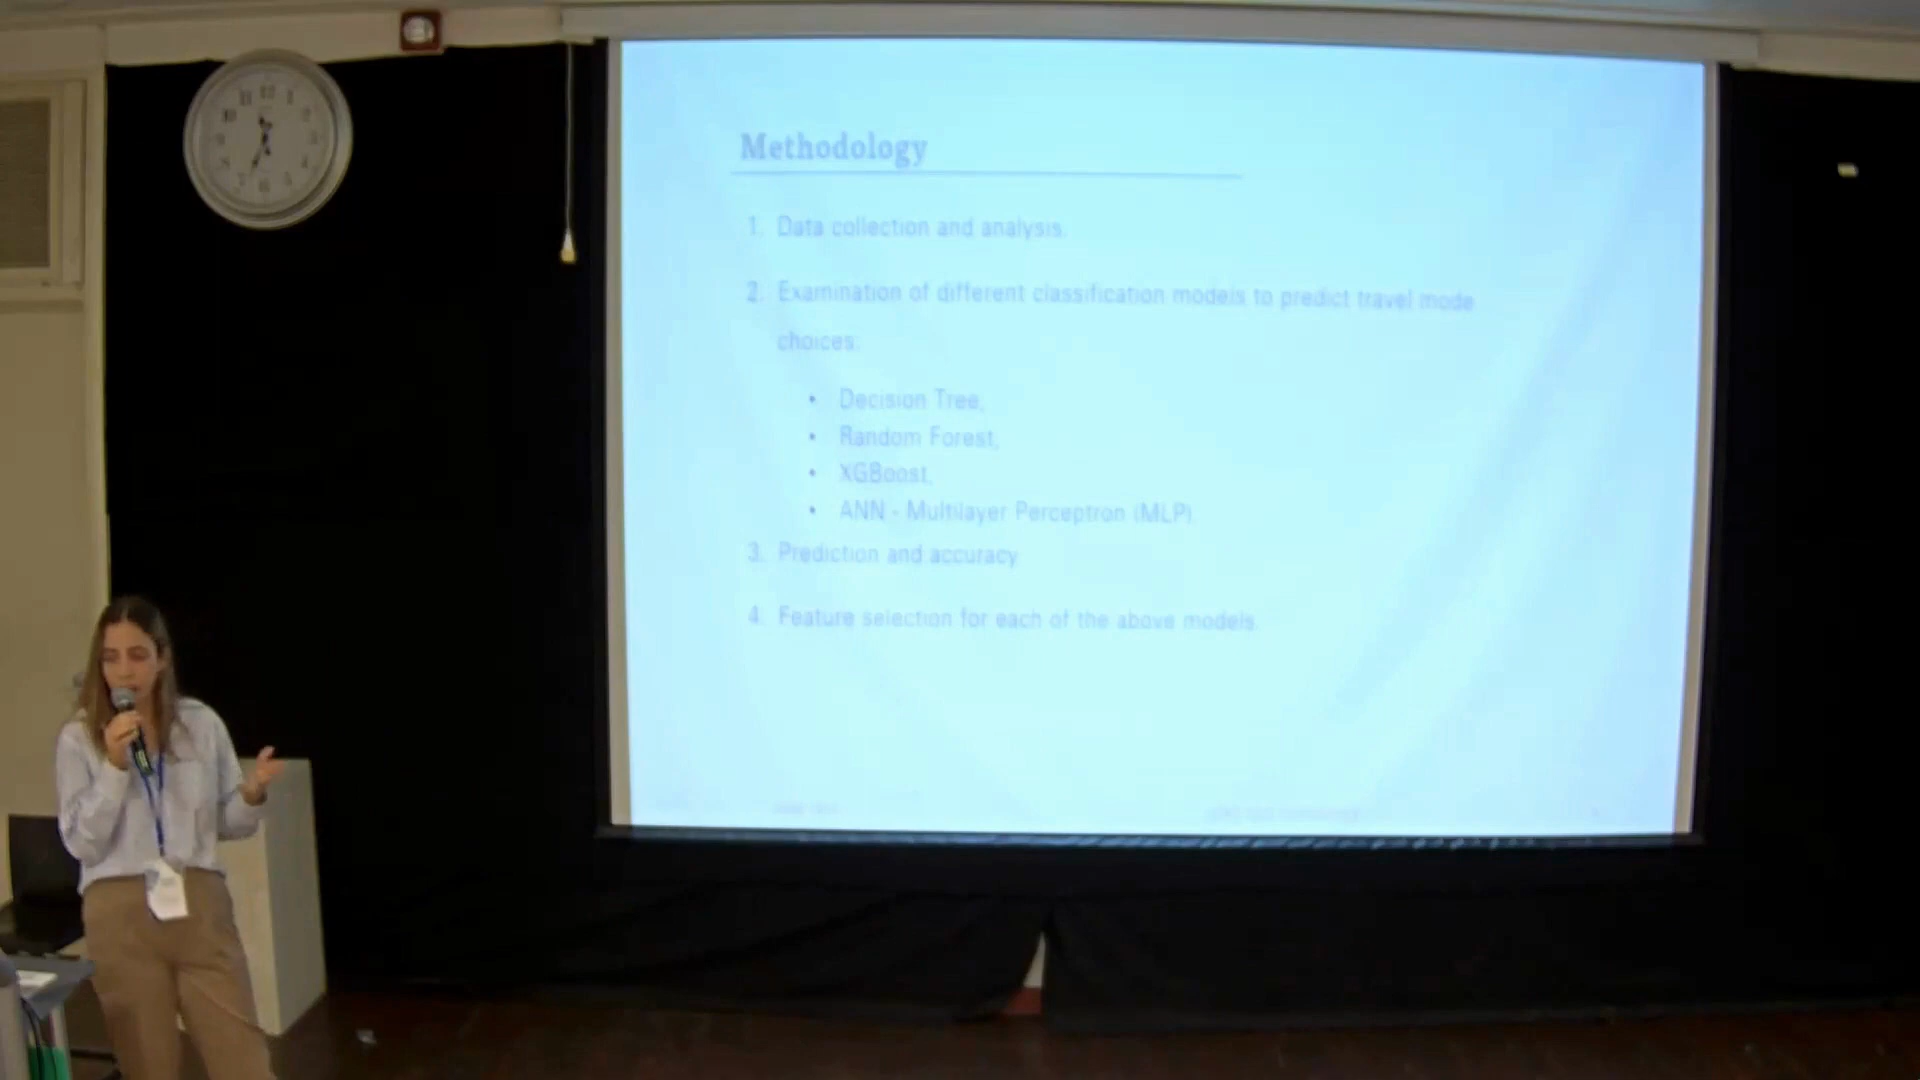 Methodology
1. Data collection and analysis.
2. Examination of different classification models to predict travel mode
choices:
• Decision Tree,
• Random Forest,
• XGBoost,
• ANN - Multilayer Perceptron (MLP)
3. Prediction and accuracy
4. Feature selection for each of the above models.